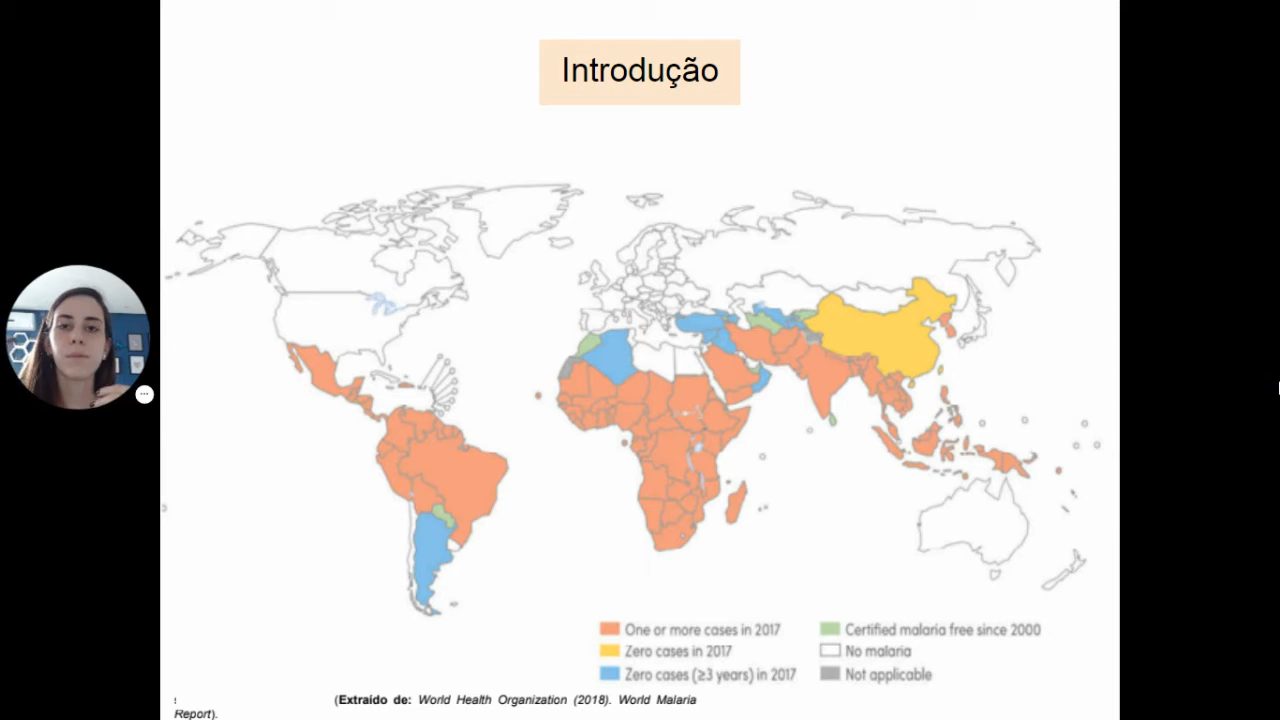 Introdução
One or more cases in 2017
Zero cases in 2017
Zero cases (≥3 years) in 2017
Certified malaria free since 2000
No malaria
Not applicable
(Extraído de: World Health Organization (2018). World Malaria
Report).